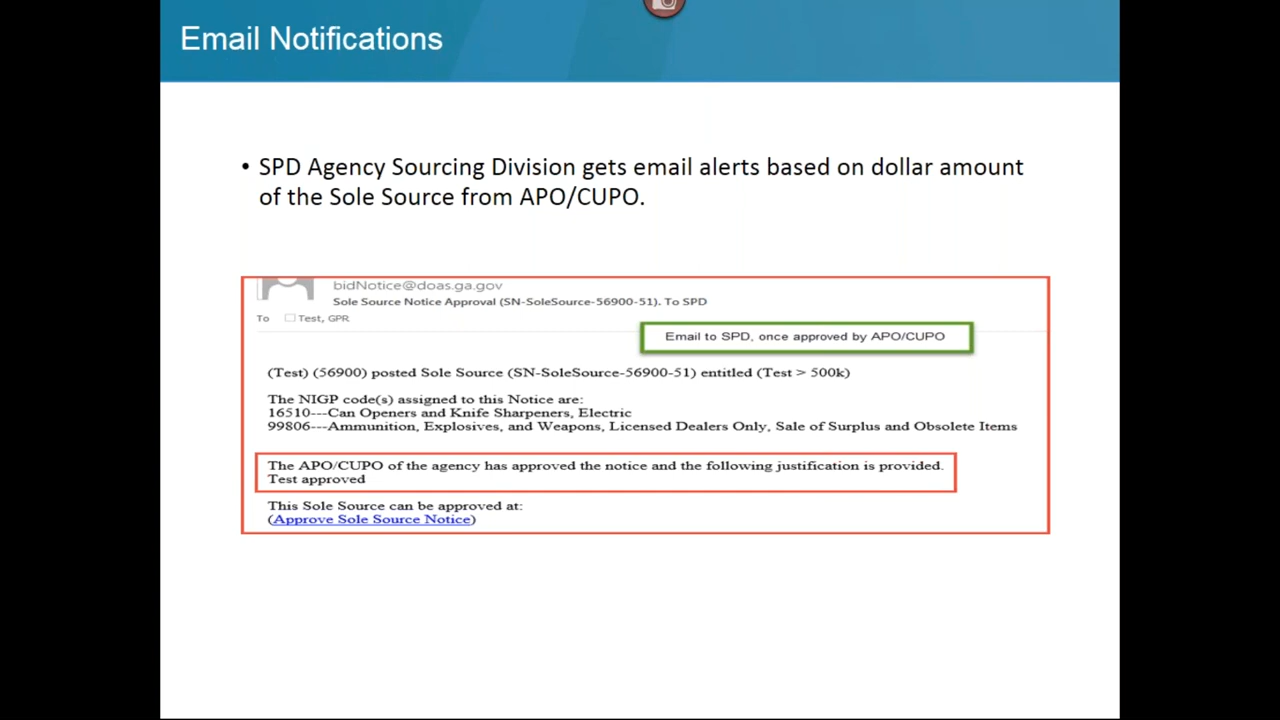 Email Notifications
• SPD Agency Sourcing Division gets email alerts based on dollar amount
of the Sole Source from APO/CUPO.
bidNotice@doas.ga.gov
Sole Source Notice Approval (SN-SoleSource-56900-51). To SPD
To Test, GPR
Email to SPD, once approved by APO/CUPO
(Test) (56900) posted Sole Source (SN-SoleSource-56900-51) entitled (Test > 500k)
The NIGP code(s) assigned to this Notice are:
16510---Can Openers and Knife Sharpeners, Electric
99806---Ammunition, Explosives, and Weapons, Licensed Dealers Only, Sale of Surplus and Obsolete Items
The APO/CUPO of the agency has approved the notice and the following justification is provided.
Test approved
This Sole Source can be approved at:
(Approve Sole Source Notice)